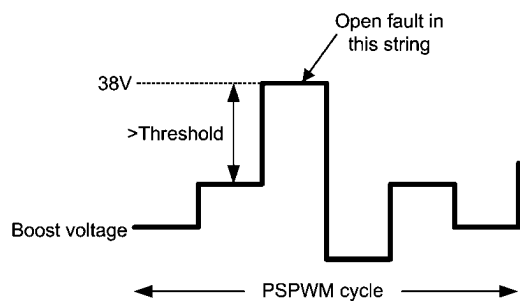 Open fault in
this string
38V
>Threshold
Boost voltage
PSPWM cycle